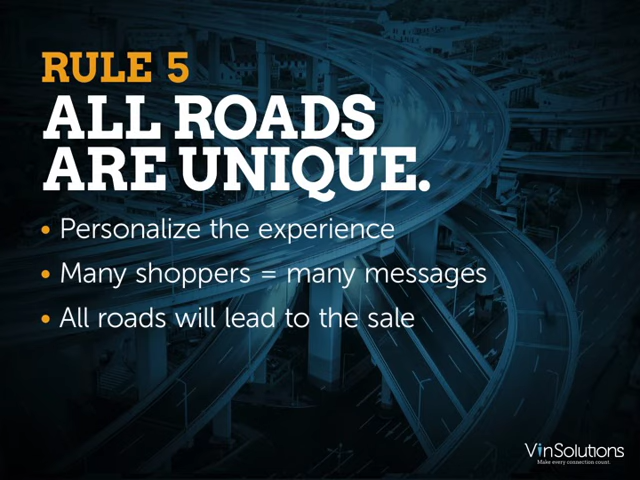 RULE 5
ALL ROADS
ARE UNIQUE.
• Personalize the experience
• Many shoppers = many messages
• All roads will lead to the sale
VinSolutions
Make every connection count.